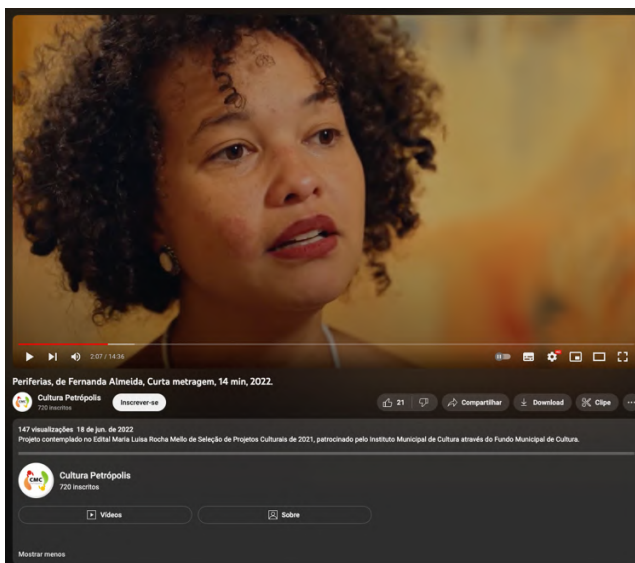 2:07 / 14:36
Periferias, de Fernanda Almeida, Curta metragem, 14 min, 2022.
Cultura Petrópolis
720 inscritos
Inscrever-se
21
Compartilhar
Download
Clipe
147 visualizações 18 de jun. de 2022
Projeto contemplado no Edital Maria Luisa Rocha Mello de Seleção de Projetos Culturais de 2021, patrocinado pelo Instituto Municipal de Cultura através do Fundo Municipal de Cultura.
CMC
Cultura Petrópolis
720 inscritos
Vídeos
Sobre
Mostrar menos